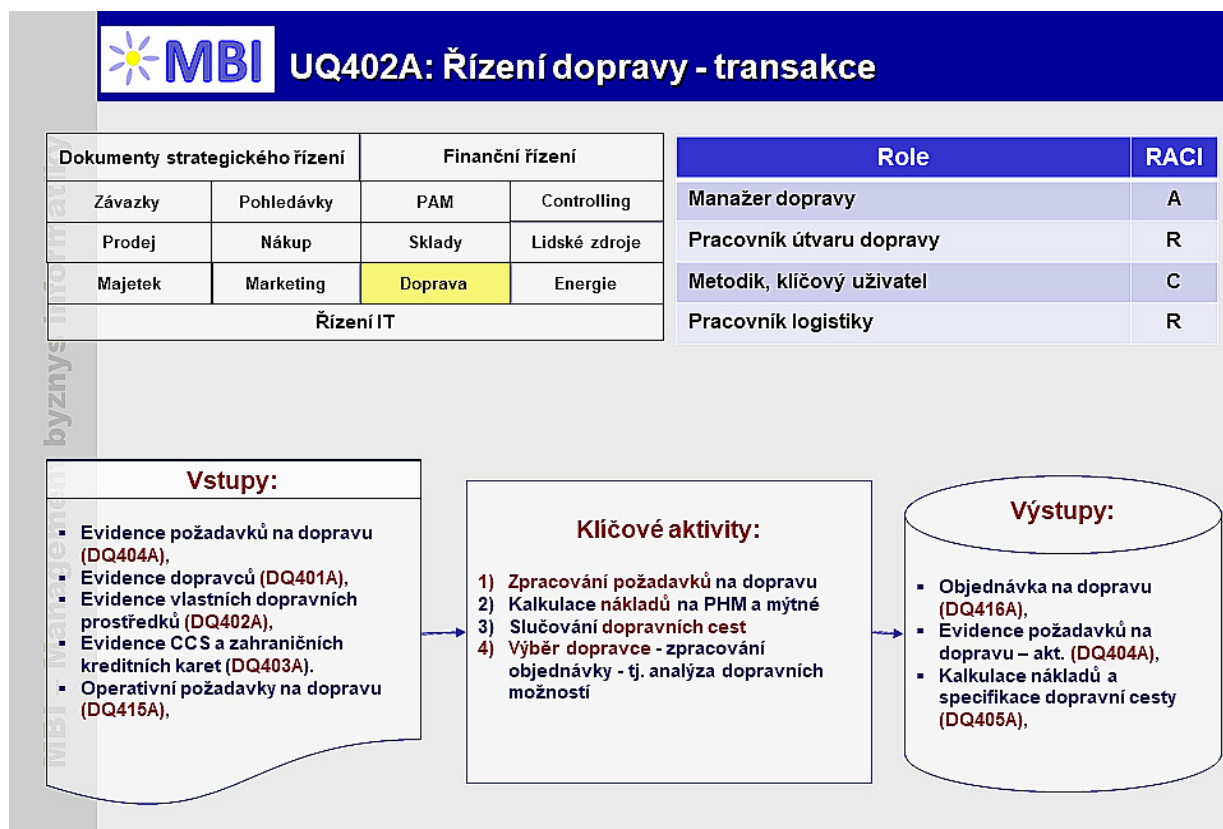 MBI UQ402A: Řízení dopravy - transakce
Dokumenty strategického řízení Finanční řízení
Závazky Pohledávky PAM Controlling
Prodej Nákup Sklady Lidské zdroje
Majetek Marketing Doprava Energie
Řízení IT
Role RACI
Manažer dopravy A
Pracovník útvaru dopravy R
Metodik, klíčový uživatel C
Pracovník logistiky R
MBI - Management byznys informatiky
Vstupy:
▪ Evidence požadavků na dopravu
(DQ404A),
▪ Evidence dopravců (DQ401A),
▪ Evidence vlastních dopravních
prostředků (DQ402A),
▪ Evidence CCS a zahraničních
kreditních karet (DQ403A).
▪ Operativní požadavky na dopravu
(DQ415A),
Klíčové aktivity:
1) Zpracování požadavků na dopravu
2) Kalkulace nákladů na PHM a mýtné
3) Slučování dopravních cest
4) Výběr dopravce - zpracování
objednávky - tj. analýza dopravních
možností
Výstupy:
▪ Objednávka na dopravu
(DQ416A),
▪ Evidence požadavků na
dopravu – akt. (DQ404A),
▪ Kalkulace nákladů a
specifikace dopravní cesty
(DQ405A),